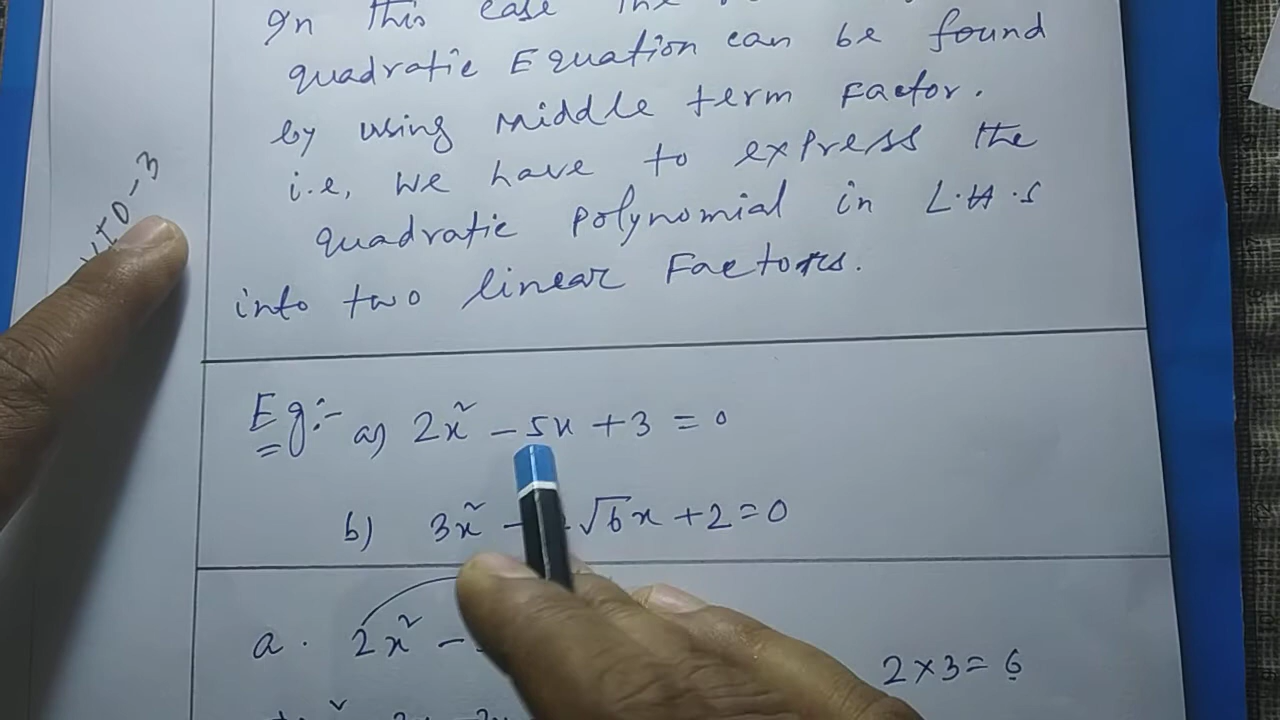 In this case the
quadratic Equation can be found
by using middle term Factor.
i.e, we have to express the
quadratic polynomial in L.H.S
into two linear Factors.
Eg:- a) 2x² - 5x + 3 = 0
b) 3x² - √6x + 2 = 0
a. 2x² -
2×3 = 6